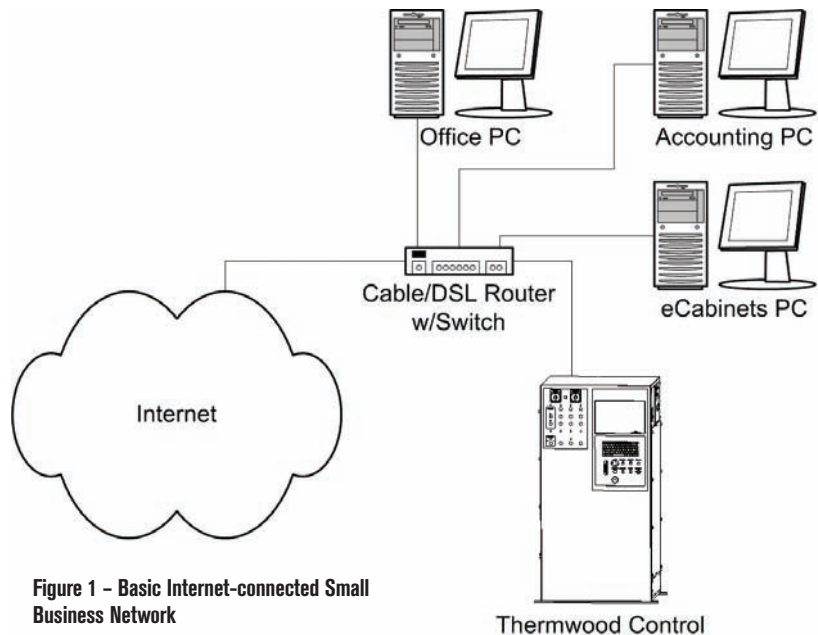 Office PC
Accounting PC
eCabinets PC
Cable/DSL Router
w/Switch
Internet
Thermwood Control
Figure 1 – Basic Internet-connected Small
Business Network